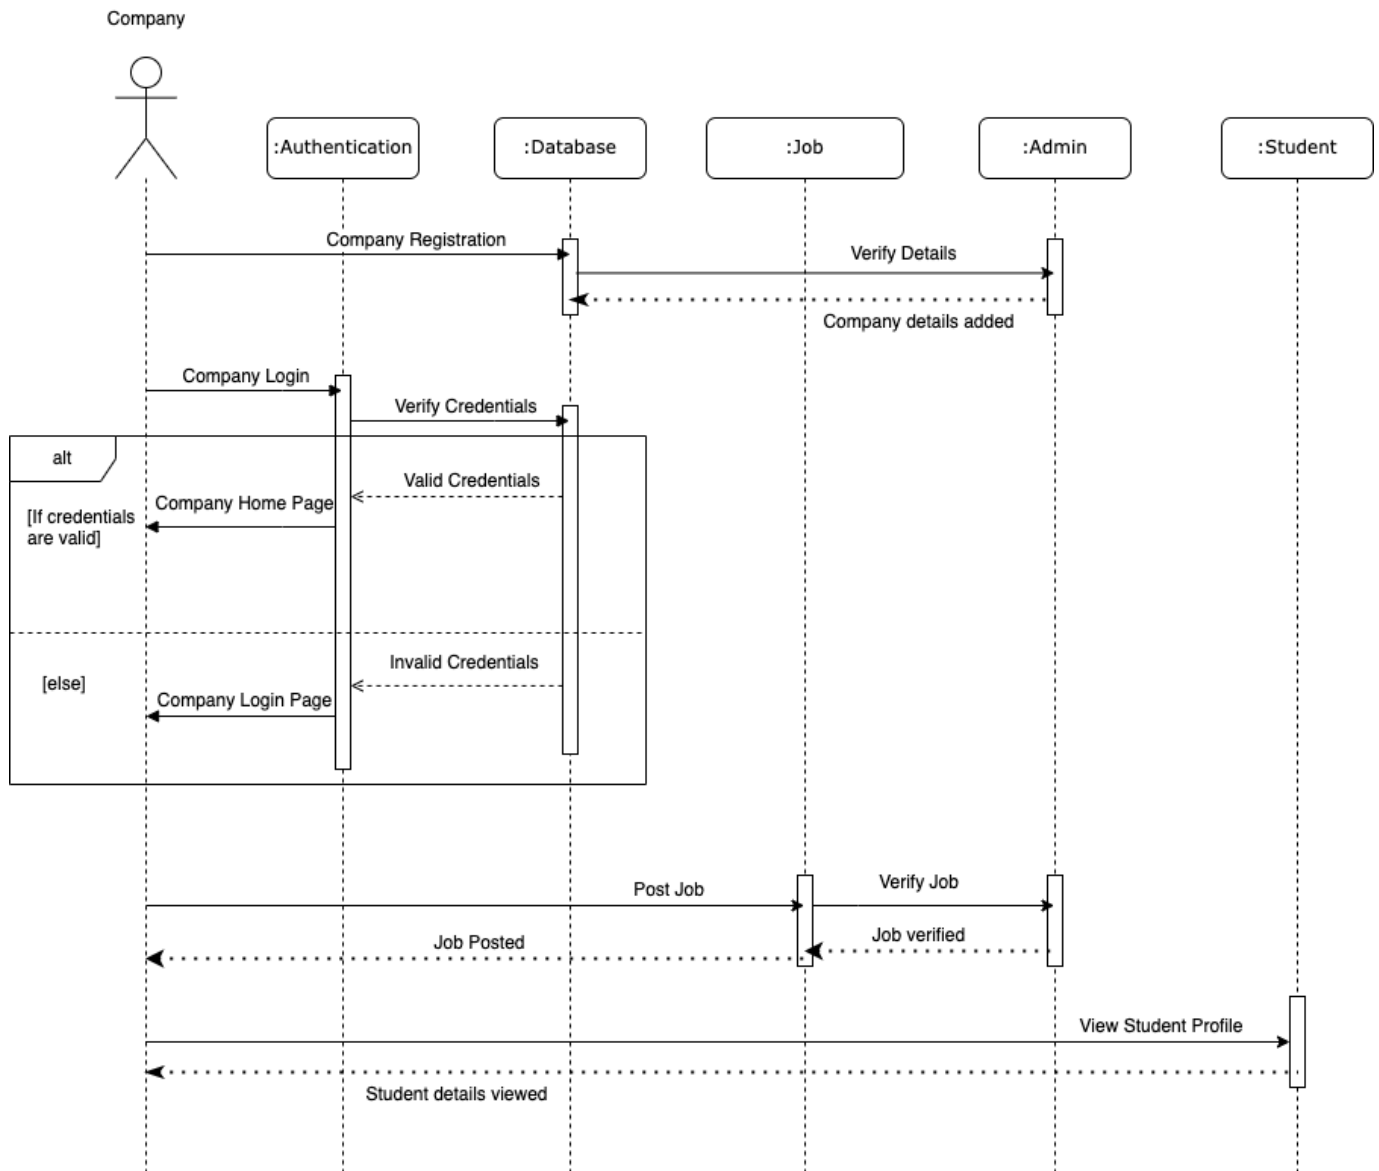 Company
:Authentication
:Database
:Job
:Admin
:Student
Company Registration
Verify Details
Company details added
Company Login
Verify Credentials
alt
Valid Credentials
Company Home Page
[If credentials
are valid]
Invalid Credentials
[else]
Company Login Page
Post Job
Verify Job
Job verified
Job Posted
View Student Profile
Student details viewed